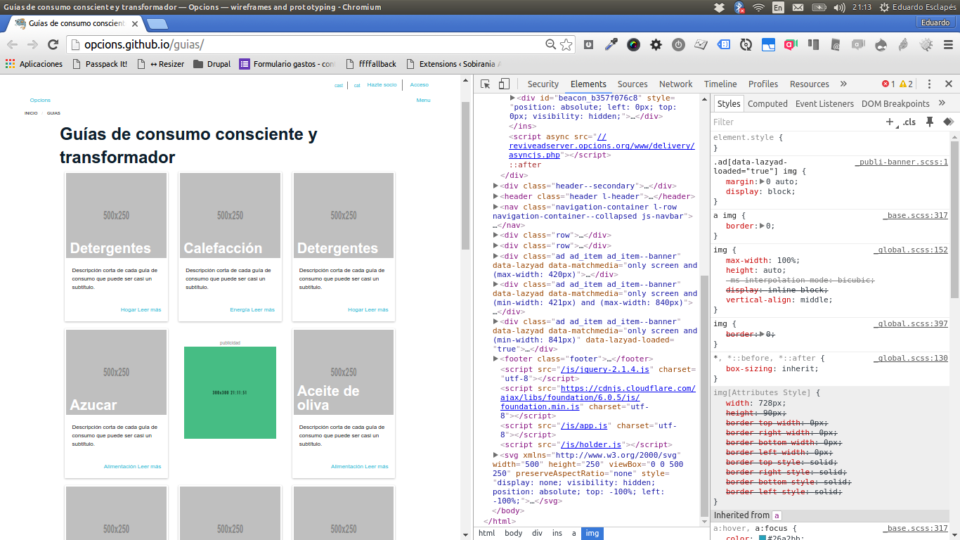 Guías de consumo consciente y transformador — Opcions — wireframes and prototyping - Chromium
En
21:13
Eduardo Esclapés
Guías de consumo conscient
Eduardo
opcions.github.io/guias/
Aplicaciones
Passpack It!
↔ Resizer
Drupal
Formulario gastos - con
ffffallback
Extensions ‹ Sobirania
Hazte socio
Acceso
Opcions
Menu
INICIO
GUIAS
Guías de consumo consciente y
transformador
500x250
500x250
500x250
Detergentes
Calefacción
Detergentes
Descripción corta de cada guía de
consumo que puede ser casi un
subtítulo.
Descripción corta de cada guía de
consumo que puede ser casi un
subtítulo.
Descripción corta de cada guía de
consumo que puede ser casi un
subtítulo.
Hogar Leer más
Energía Leer más
Hogar Leer más
publicidad
500x250
500x250
Azucar
Aceite de
oliva
Descripción corta de cada guía de
consumo que puede ser casi un
subtítulo.
Descripción corta de cada guía de
consumo que puede ser casi un
subtítulo.
Alimentación Leer más
Alimentación Leer más
500x250
500x250
500x250
Security
Elements
Sources
Network
Timeline
Profiles
Resources
»
1
2
<div id="beacon_b357f076c8" style=
"position: absolute; left: 0px; top:
0px; visibility: hidden;">…</div>
</ins>
<script async src="//
reviveadserver.opcions.org/www/delivery/
asyncjs.php"></script>
::after
</div>
<div class="header--secondary">…</div>
<header class="header l-header">…</header>
<nav class="navigation-container l-row
navigation-container--collapsed js-navbar">
…</nav>
<div class="row">…</div>
<div class="row">…</div>
<div class="ad ad_item ad_item--banner"
data-lazyad data-matchmedia="only screen and
(max-width: 420px)">…</div>
<div class="ad ad_item ad_item--banner"
data-lazyad data-matchmedia="only screen and
(min-width: 421px) and (max-width: 840px)">
…</div>
<div class="ad ad_item ad_item--banner"
data-lazyad data-matchmedia="only screen and
(min-width: 841px)" data-lazyad-loaded=
"true">…</div>
<footer class="footer">…</footer>
<script src="/js/jquery-2.1.4.js" charset=
"utf-8"></script>
<script src="https://cdnjs.cloudflare.com/
ajax/libs/foundation/6.0.5/js/
foundation.min.js" charset="utf-
8"></script>
<script src="/js/app.js" charset="utf-
8"></script>
<script src="/js/holder.js"></script>
<svg xmlns="http://www.w3.org/2000/svg"
width="500" height="250" viewBox="0 0 500
250" preserveAspectRatio="none" style=
"display: none; visibility: hidden;
position: absolute; top: -100%; left:
-100%;">…</svg>
</body>
</html>
html body div ins a img
Styles
Computed
Event Listeners
DOM Breakpoints
»
Filter
.cls
element.style {
}
.ad[data-lazyad-
loaded="true"] img {
_publi-banner.scss:1
margin: 0 auto;
display: block;
}
a img {
_base.scss:317
border: 0;
}
img {
_global.scss:152
max-width: 100%;
height: auto;
-ms-interpolation-mode: bicubic;
display: inline-block;
vertical-align: middle;
}
img {
_global.scss:397
border: 0;
}
*, *::before, *::after {
_global.scss:130
box-sizing: inherit;
}
img[Attributes Style] {
width: 728px;
height: 90px;
border-top-width: 0px;
border-right-width: 0px;
border-bottom-width: 0px;
border-left-width: 0px;
border-top-style: solid;
border-right-style: solid;
border-bottom-style: solid;
border-left-style: solid;
}
Inherited from a
a:hover, a:focus {
_base.scss:317
color: #26a2bb;